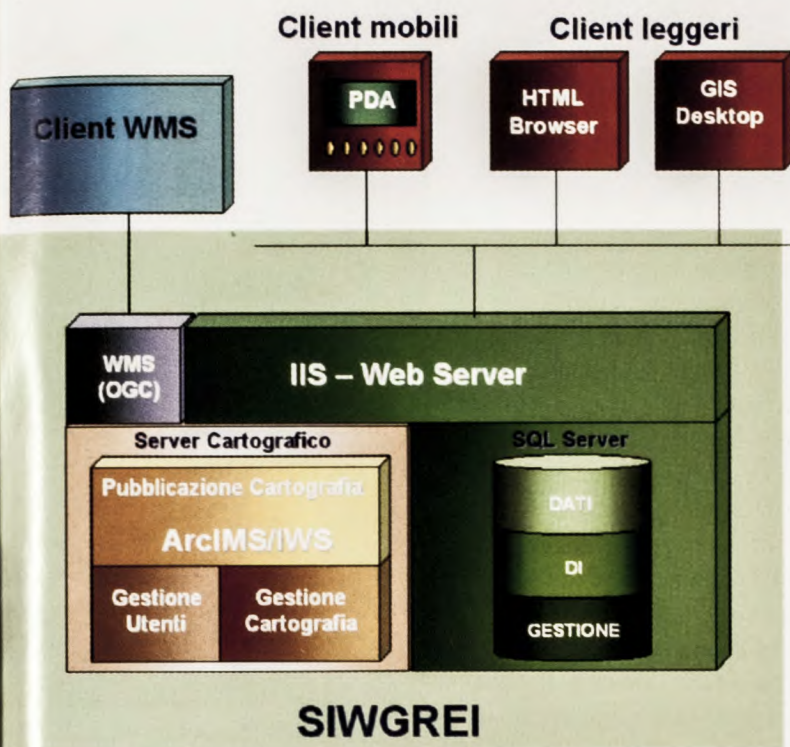 Client mobili
Client leggeri
Client WMS
PDA
HTML
Browser
GIS
Desktop
WMS
(OGC)
IIS – Web Server
Server Cartografico
Pubblicazione Cartografia
ArcIMS/IWS
Gestione
Utenti
Gestione
Cartografia
SQL Server
DATI
DI
GESTIONE
SIWGREI